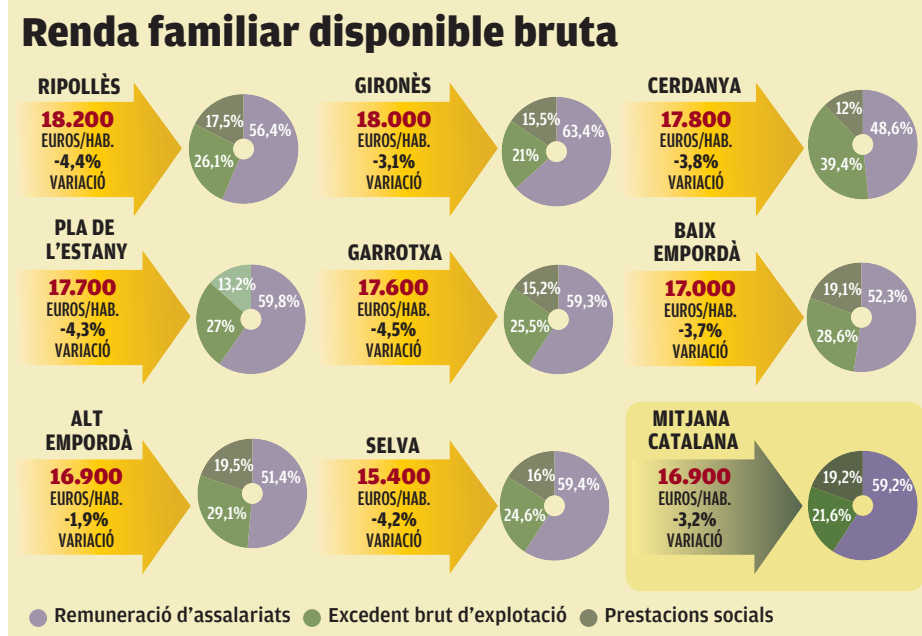 Renda familiar disponible bruta
RIPOLLÈS
18.200
EUROS/HAB.
-4,4%
VARIACIÓ
17,5%
56,4%
26,1%
GIRONÈS
18.000
EUROS/HAB.
-3,1%
VARIACIÓ
15,5%
63,4%
21%
CERDANYA
17.800
EUROS/HAB.
-3,8%
VARIACIÓ
12%
48,6%
39,4%
PLA DE
L'ESTANY
17.700
EUROS/HAB.
-4,3%
VARIACIÓ
13,2%
59,8%
27%
GARROTXA
17.600
EUROS/HAB.
-4,5%
VARIACIÓ
15,2%
59,3%
25,5%
BAIX
EMPORDÀ
17.000
EUROS/HAB.
-3,7%
VARIACIÓ
19,1%
52,3%
28,6%
ALT
EMPORDÀ
16.900
EUROS/HAB.
-1,9%
VARIACIÓ
19,5%
51,4%
29,1%
SELVA
15.400
EUROS/HAB.
-4,2%
VARIACIÓ
16%
59,4%
24,6%
MITJANA
CATALANA
16.900
EUROS/HAB.
-3,2%
VARIACIÓ
19,2%
59,2%
21,6%
Remuneració d'assalariats
Excedent brut d'explotació
Prestacions socials